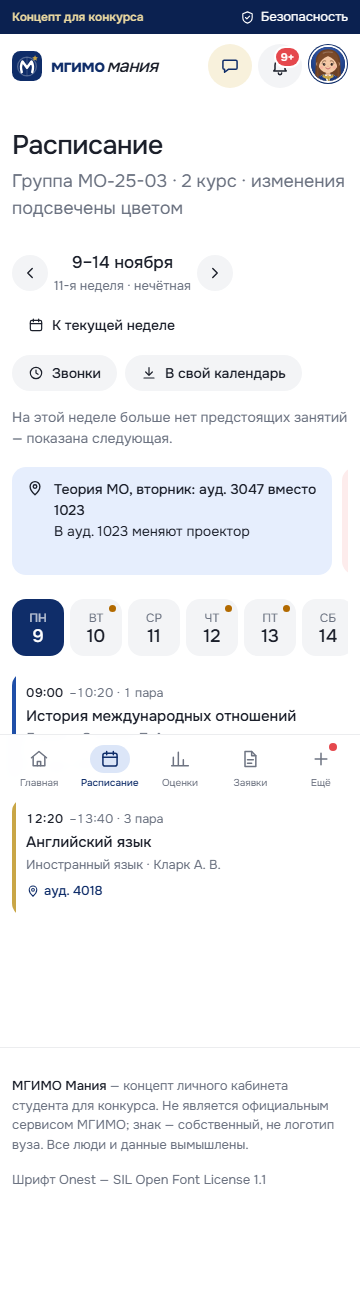 Концепт для конкурса
Безопасность
МГИМО МАНИЯ
9+
Расписание
Группа МО-25-03 · 2 курс · изменения
подсвечены цветом
9–14 ноября
11-я неделя · нечётная
К текущей неделе
Звонки
В свой календарь
На этой неделе больше нет предстоящих занятий
— показана следующая.
Теория МО, вторник: ауд. 3047 вместо
1023
В ауд. 1023 меняют проектор
ПН ВТ СР ЧТ ПТ СБ
9 10 11 12 13 14
09:00 –10:20 · 1 пара
История международных отношений
Главная
Расписание
Оценки
Заявки
Ещё
12:20 –13:40 · 3 пара
Английский язык
Иностранный язык · Кларк А. В.
ауд. 4018
МГИМО Мания — концепт личного кабинета
студента для конкурса. Не является официальным
сервисом МГИМО; знак — собственный, не логотип
вуза. Все люди и данные вымышлены.
Шрифт Onest — SIL Open Font License 1.1